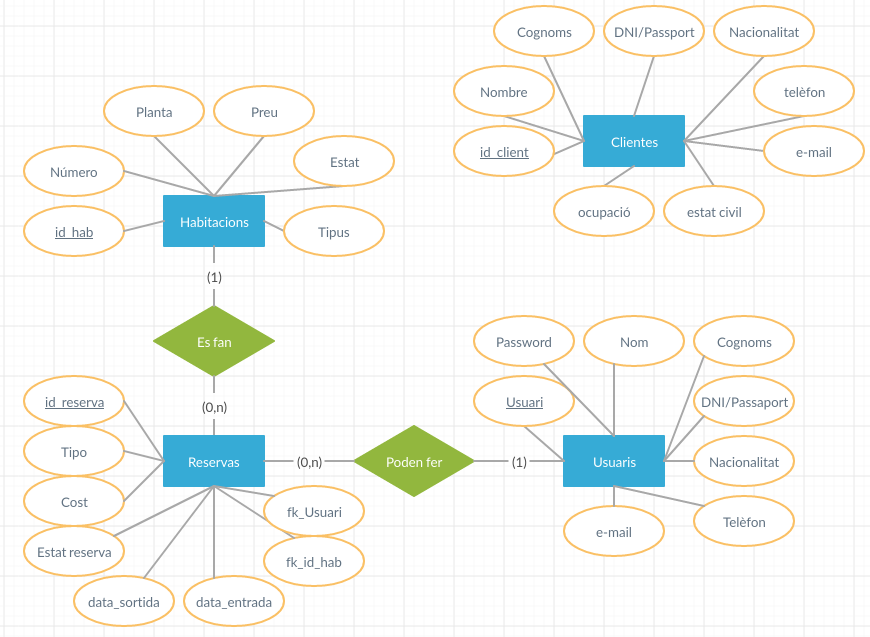 Cognoms
DNI/Passport
Nacionalitat
Nombre
telèfon
id_client
Clientes
e-mail
ocupació
estat civil
Planta
Preu
Número
Estat
id_hab
Habitacions
Tipus
(1)
Es fan
(0,n)
Password
Nom
Cognoms
Usuari
DNI/Passaport
id_reserva
Tipo
Reservas
(0,n)
Poden fer
(1)
Usuaris
Nacionalitat
Cost
fk_Usuari
Telèfon
e-mail
Estat reserva
fk_id_hab
data_sortida
data_entrada